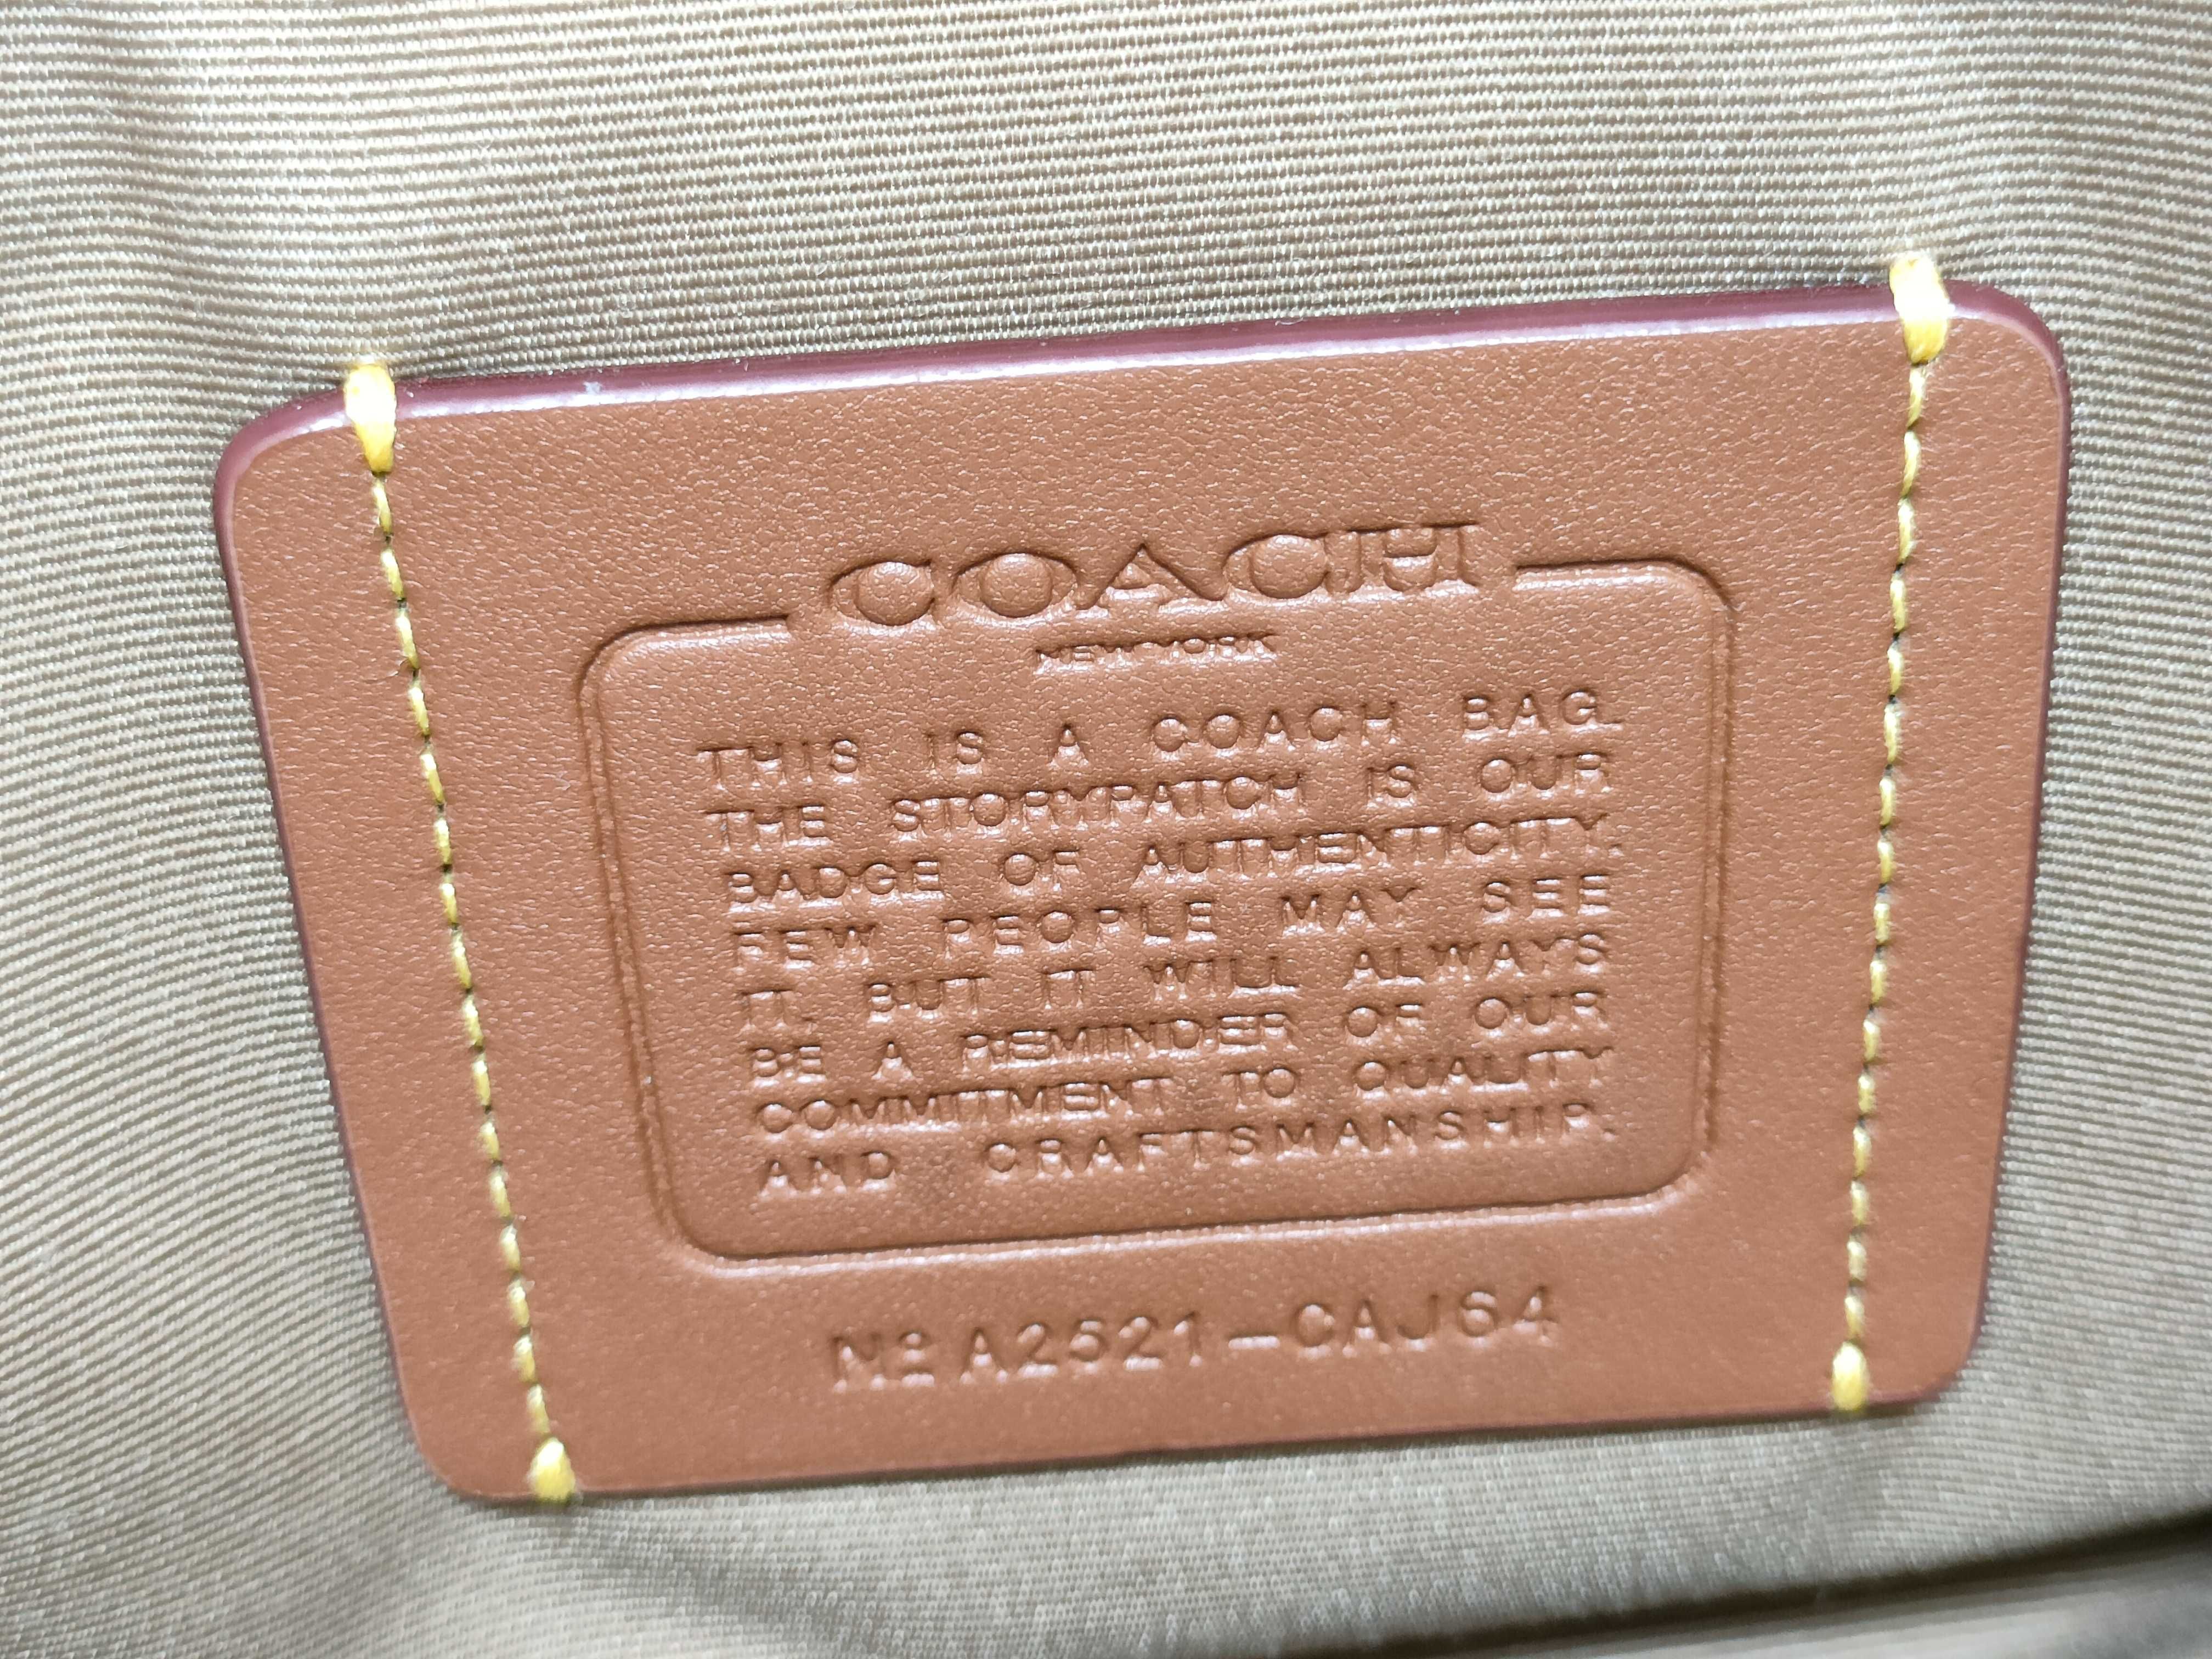 COACH
NEW YORK
THIS IS A COACH BAG.
THE STORYPATCH IS OUR
BADGE OF AUTHENTICITY.
FEW PEOPLE MAY SEE
IT. BUT IT WILL ALWAYS
BE A REMINDER OF OUR
COMMITMENT TO QUALITY
AND CRAFTSMANSHIP.
Nº A2521-CAJ64